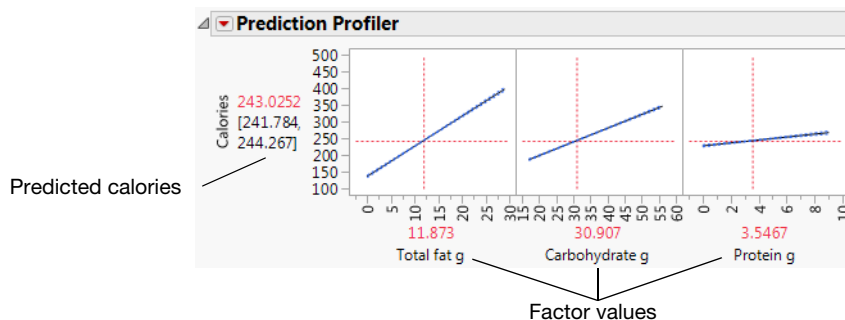 Prediction Profiler
500
450
400
350
300
250
200
150
100
Calories
243.0252
[241.784,
244.267]
Predicted calories
0 5 10 15 20 25 30 15 20 25 30 35 40 45 50 55 60 0 2 4 6 8 10
11.873 30.907 3.5467
Total fat g Carbohydrate g Protein g
Factor values